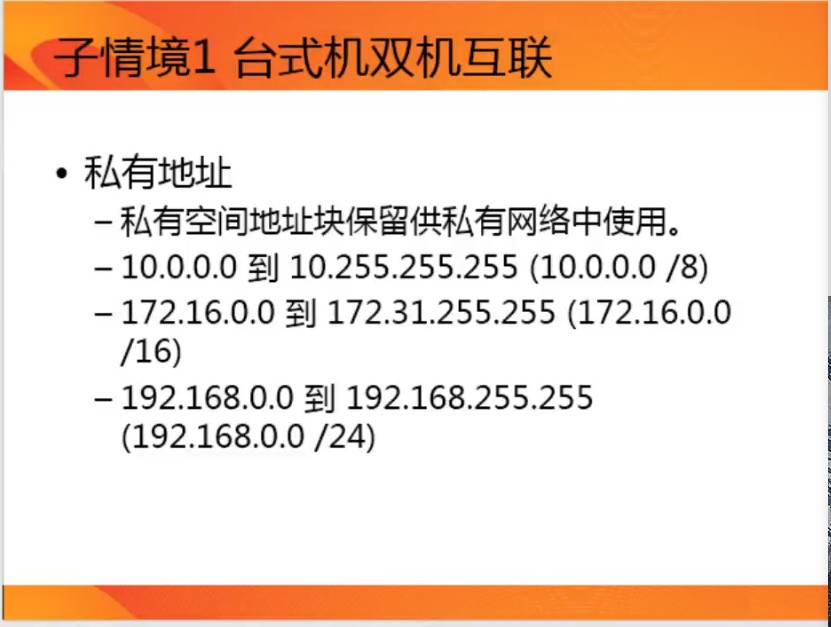 子情境1 台式机双机互联
• 私有地址
– 私有空间地址块保留供私有网络中使用。
– 10.0.0.0 到 10.255.255.255 (10.0.0.0 /8)
– 172.16.0.0 到 172.31.255.255 (172.16.0.0
/16)
– 192.168.0.0 到 192.168.255.255
(192.168.0.0 /24)